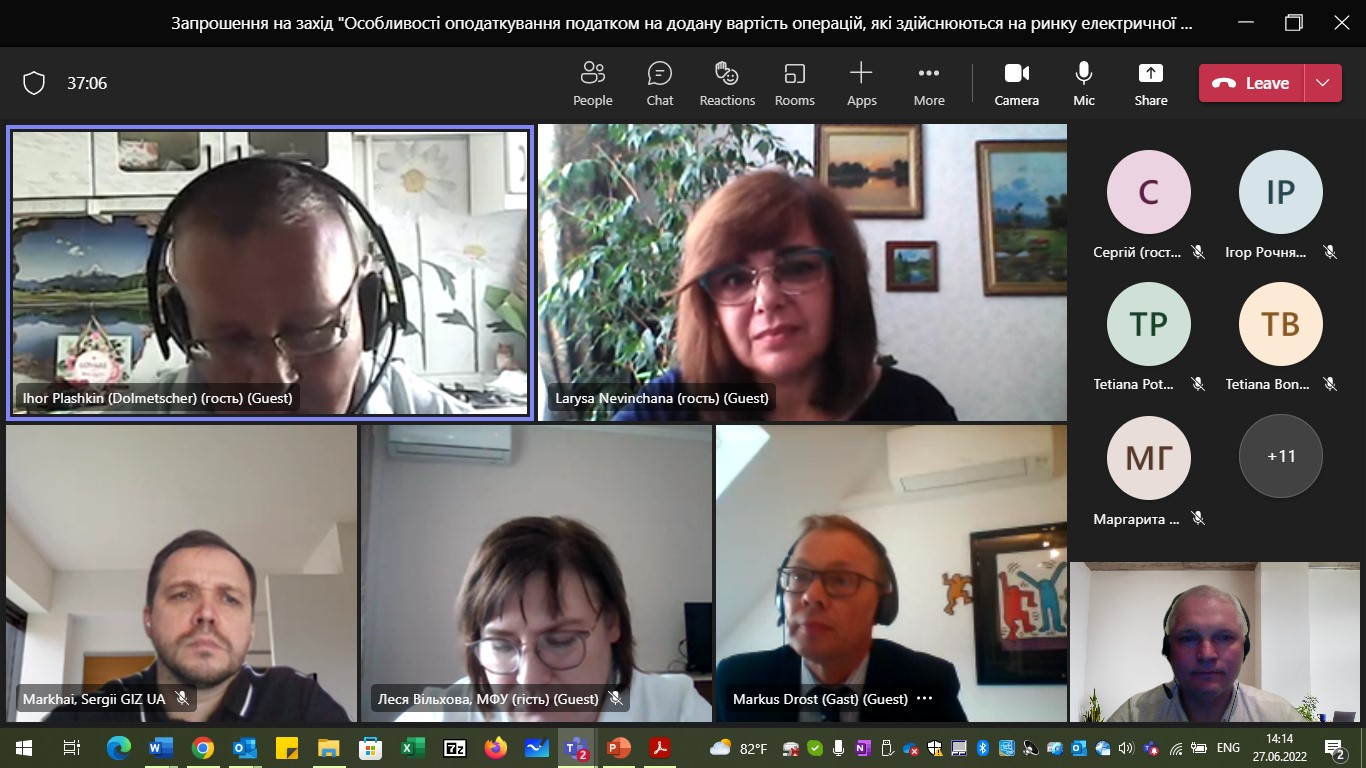 Запрошення на захід "Особливості оподаткування податком на додану вартість операцій, які здійснюються на ринку електричної ...
37:06
People
Chat
Reactions
Rooms
Apps
More
Camera
Mic
Share
Leave
Ihor Plashkin (Dolmetscher) (гость) (Guest)
Larysa Nevinchana (гость) (Guest)
С
Сергій (гост...
ІР
Ігор Рочня...
TP
Tetiana Pot...
TB
Tetiana Bon...
МГ
Маргарита ...
+11
Markhai, Sergii GIZ UA
Леся Вільхова, МФУ (гість) (Guest)
Markus Drost (Gast) (Guest)
82°F
ENG
14:14
27.06.2022
2